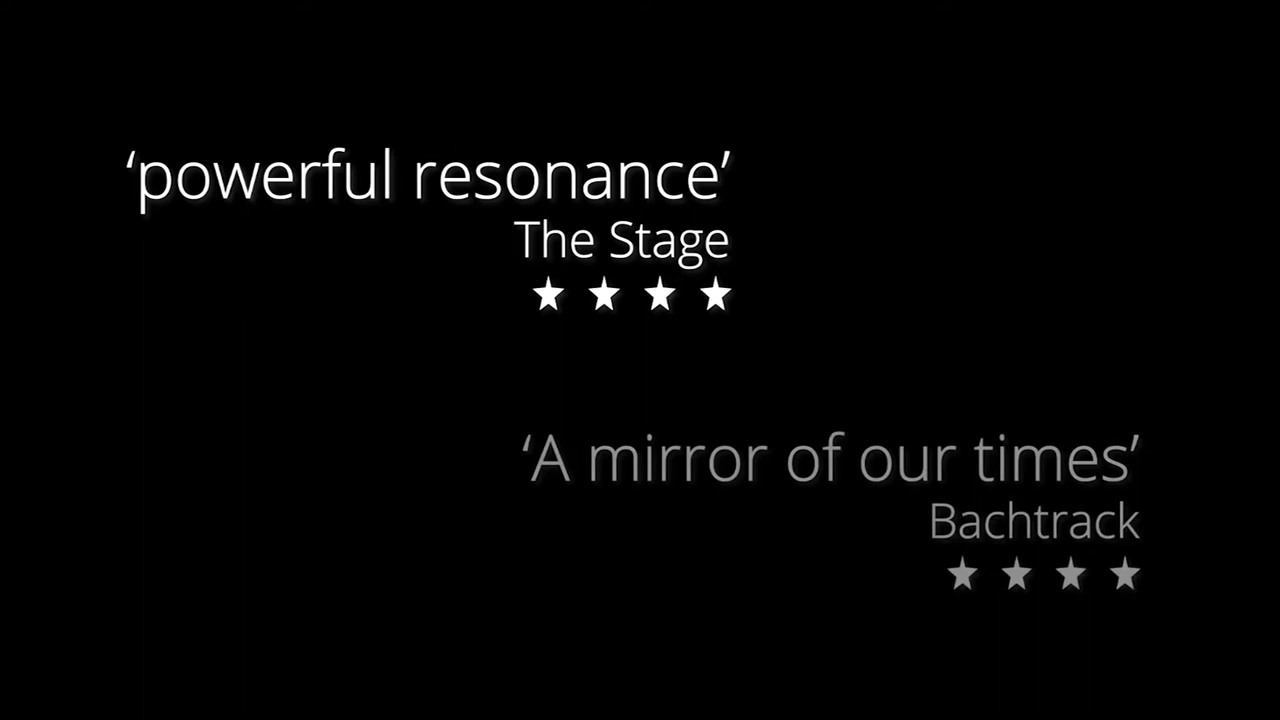 ‘powerful resonance’
The Stage
★ ★ ★ ★
‘A mirror of our times’
Bachtrack
★ ★ ★ ★